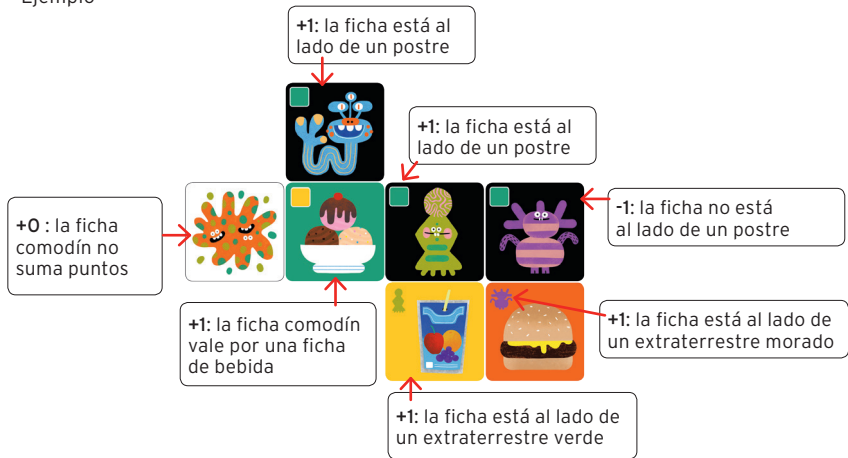 Ejemplo
+1: la ficha está al
lado de un postre
+1: la ficha está al
lado de un postre
-1: la ficha no está
al lado de un postre
+0 : la ficha
comodín no
suma puntos
+1: la ficha comodín
vale por una ficha
de bebida
+1: la ficha está al lado de
un extraterrestre morado
+1: la ficha está al lado de
un extraterrestre verde